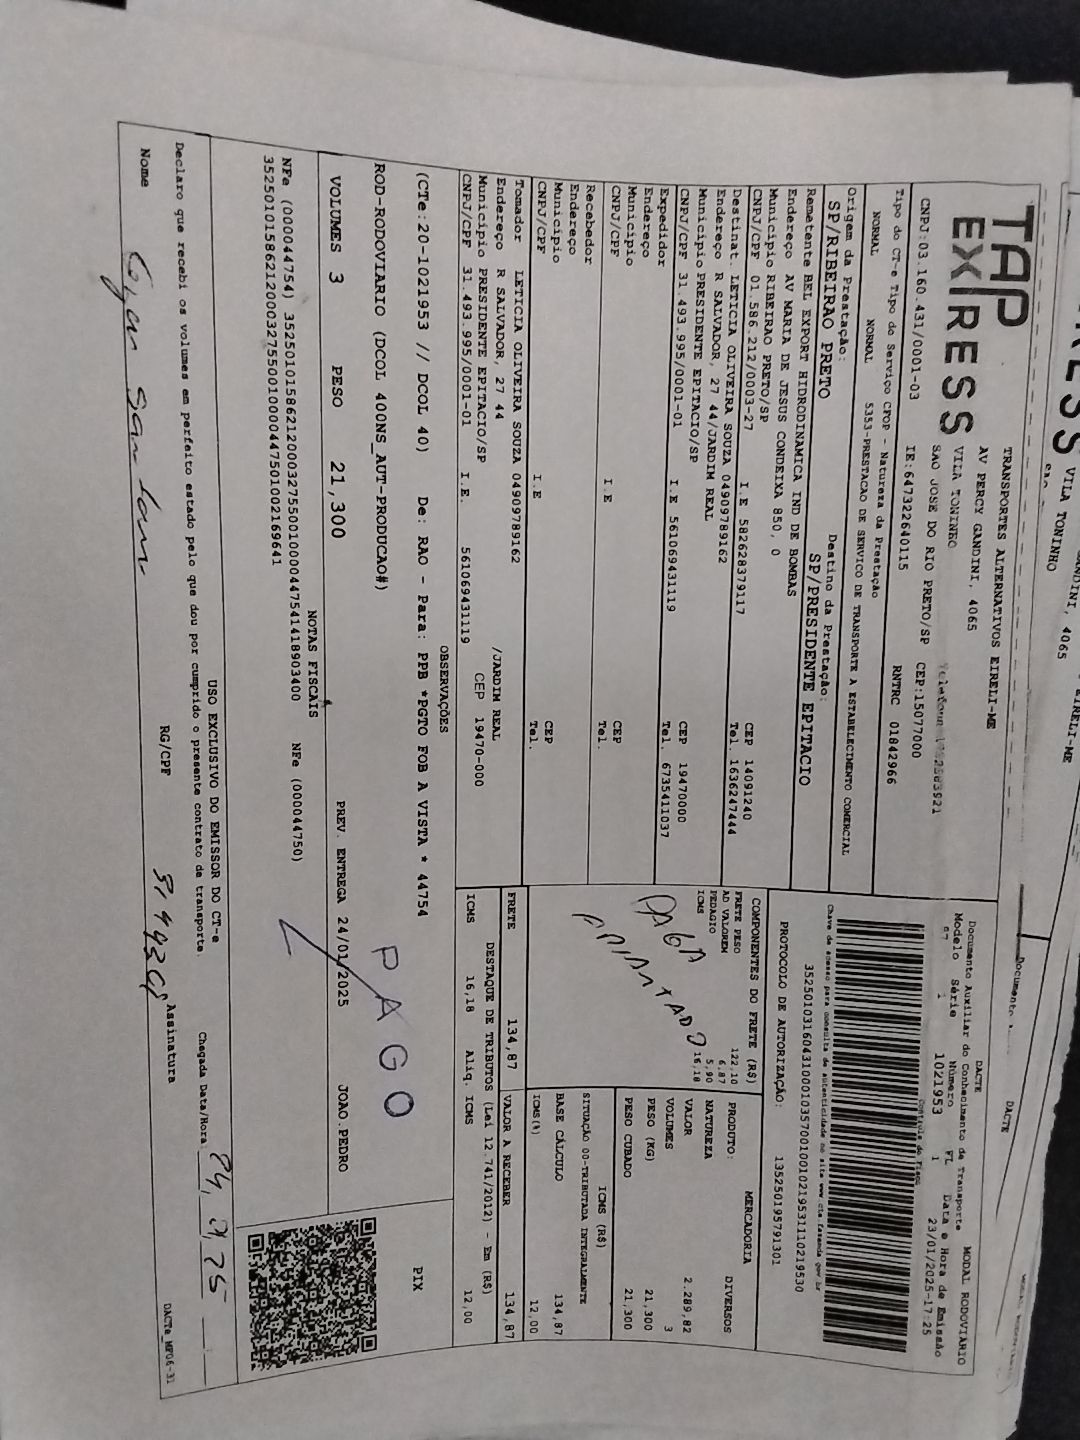 VILA TONINHO
TAP
EXPRESS
TRANSPORTES ALTERNATIVOS EIRELI-ME
AV PERCY GANDINI, 4065
VILA TONINHO
SAO JOSE DO RIO PRETO/SP CEP:15077000
CNPJ:03.160.431/0001-03 IE:647322640115 RNTRC 01842966
Tipo do CT-e Tipo de Serviço CFOP - Natureza da Prestação
NORMAL NORMAL 5353-PRESTACAO DE SERVICO DE TRANSPORTE A ESTABELECIMENTO COMERCIAL
Origem da Prestação: Destino da Prestação:
SP/RIBEIRAO PRETO SP/PRESIDENTE EPITACIO
Remetente BEL EXPORT HIDRODINAMICA IND DE BOMBAS
Endereço AV MARIA DE JESUS CONDEIXA 850, 0
Município RIBEIRAO PRETO/SP CEP 14091240
CNPJ/CPF 01.586.212/0003-27 I.E 582628379117 Tel. 1636247444
Destinat. LETICIA OLIVEIRA SOUZA 04909789162
Endereço R SALVADOR, 27 44/JARDIM REAL
Município PRESIDENTE EPITACIO/SP CEP 19470000
CNPJ/CPF 31.493.995/0001-01 I.E 561069431119 Tel. 6735411037
Expedidor
Endereço
Município CEP
CNPJ/CPF I.E Tel.
Recebedor
Endereço
Município CEP
CNPJ/CPF I.E Tel.
Tomador LETICIA OLIVEIRA SOUZA 04909789162
Endereço R SALVADOR, 27 44 /JARDIM REAL
Município PRESIDENTE EPITACIO/SP CEP 19470-000
CNPJ/CPF 31.493.995/0001-01 I.E. 561069431119
DACTE MODAL RODOVIÁRIO
Documento Auxiliar do Conhecimento de Transporte
Modelo Série Número FL Data e Hora de Emissão
57 1 1021953 1 23/01/2025-17:25
Controle do Fisco
Chave de acesso para consulta de autenticidade no site www.cte.fazenda.gov.br
35250103160431000103570010010219531110219530
PROTOCOLO DE AUTORIZAÇÃO: 135250195791301
COMPONENTES DO FRETE (R$)
FRETE PESO 122,10
AD VALOREM 6,87
PEDAGIO 5,90
ICMS 16,18
MERCADORIA
PRODUTO: DIVERSOS
NATUREZA
VALOR 2.289,82
VOLUMES 3
PESO (KG) 21,300
PESO CUBADO 21,300
ICMS (R$)
SITUAÇÃO 00-TRIBUTADA INTEGRALMENTE
BASE CÁLCULO 134,87
ICMS(%) 12,00
FRETE 134,87 VALOR A RECEBER 134,87
DESTAQUE DE TRIBUTOS (Lei 12.741/2012) - Em (R$)
ICMS 16,18 Aliq. ICMS 12,00
OBSERVAÇÕES
(CTe:20-1021953 // DCOL 40) De: RAO - Para: PPB *PGTO FOB A VISTA * 44754
ROD-RODOVIARIO (DCOL 400NS_AUT-PRODUCAO#)
PAGO
PIX
VOLUMES 3 PESO 21,300 PREV. ENTREGA 24/01/2025 JOAO.PEDRO
NOTAS FISCAIS
NFe (000044754) 35250101586212000327550010000447541418903400 NFe (000044750)
35250101586212000327550010000447501002169641
USO EXCLUSIVO DO EMISSOR DO CT-e
Declaro que recebi os volumes em perfeito estado pelo que dou por cumprido o presente contrato de transporte.
Chegada Data/Hora
Nome RG/CPF Assinatura
DACTe_MF06-31